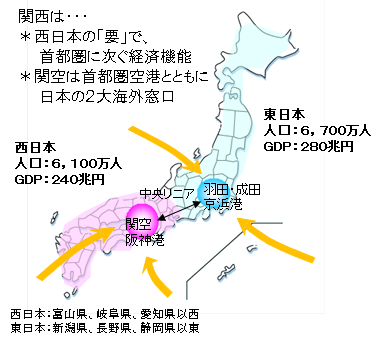 関西は・・・
＊西日本の「要」で、
首都圏に次ぐ経済機能
＊関空は首都圏空港とともに
日本の２大海外窓口
東日本
人口：６，７００万人
GDP：２８０兆円
西日本
人口：６，１００万人
GDP：２４０兆円
中央リニア
羽田・成田
京浜港
関空
阪神港
西日本：富山県、岐阜県、愛知県以西
東日本：新潟県、長野県、静岡県以東